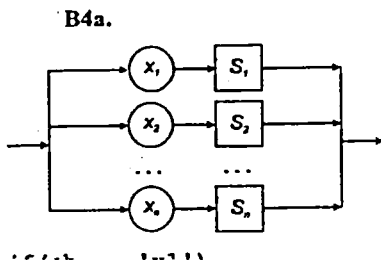 B4a.
x₁ S₁
x₂ S₂
... ...
xₙ Sₙ